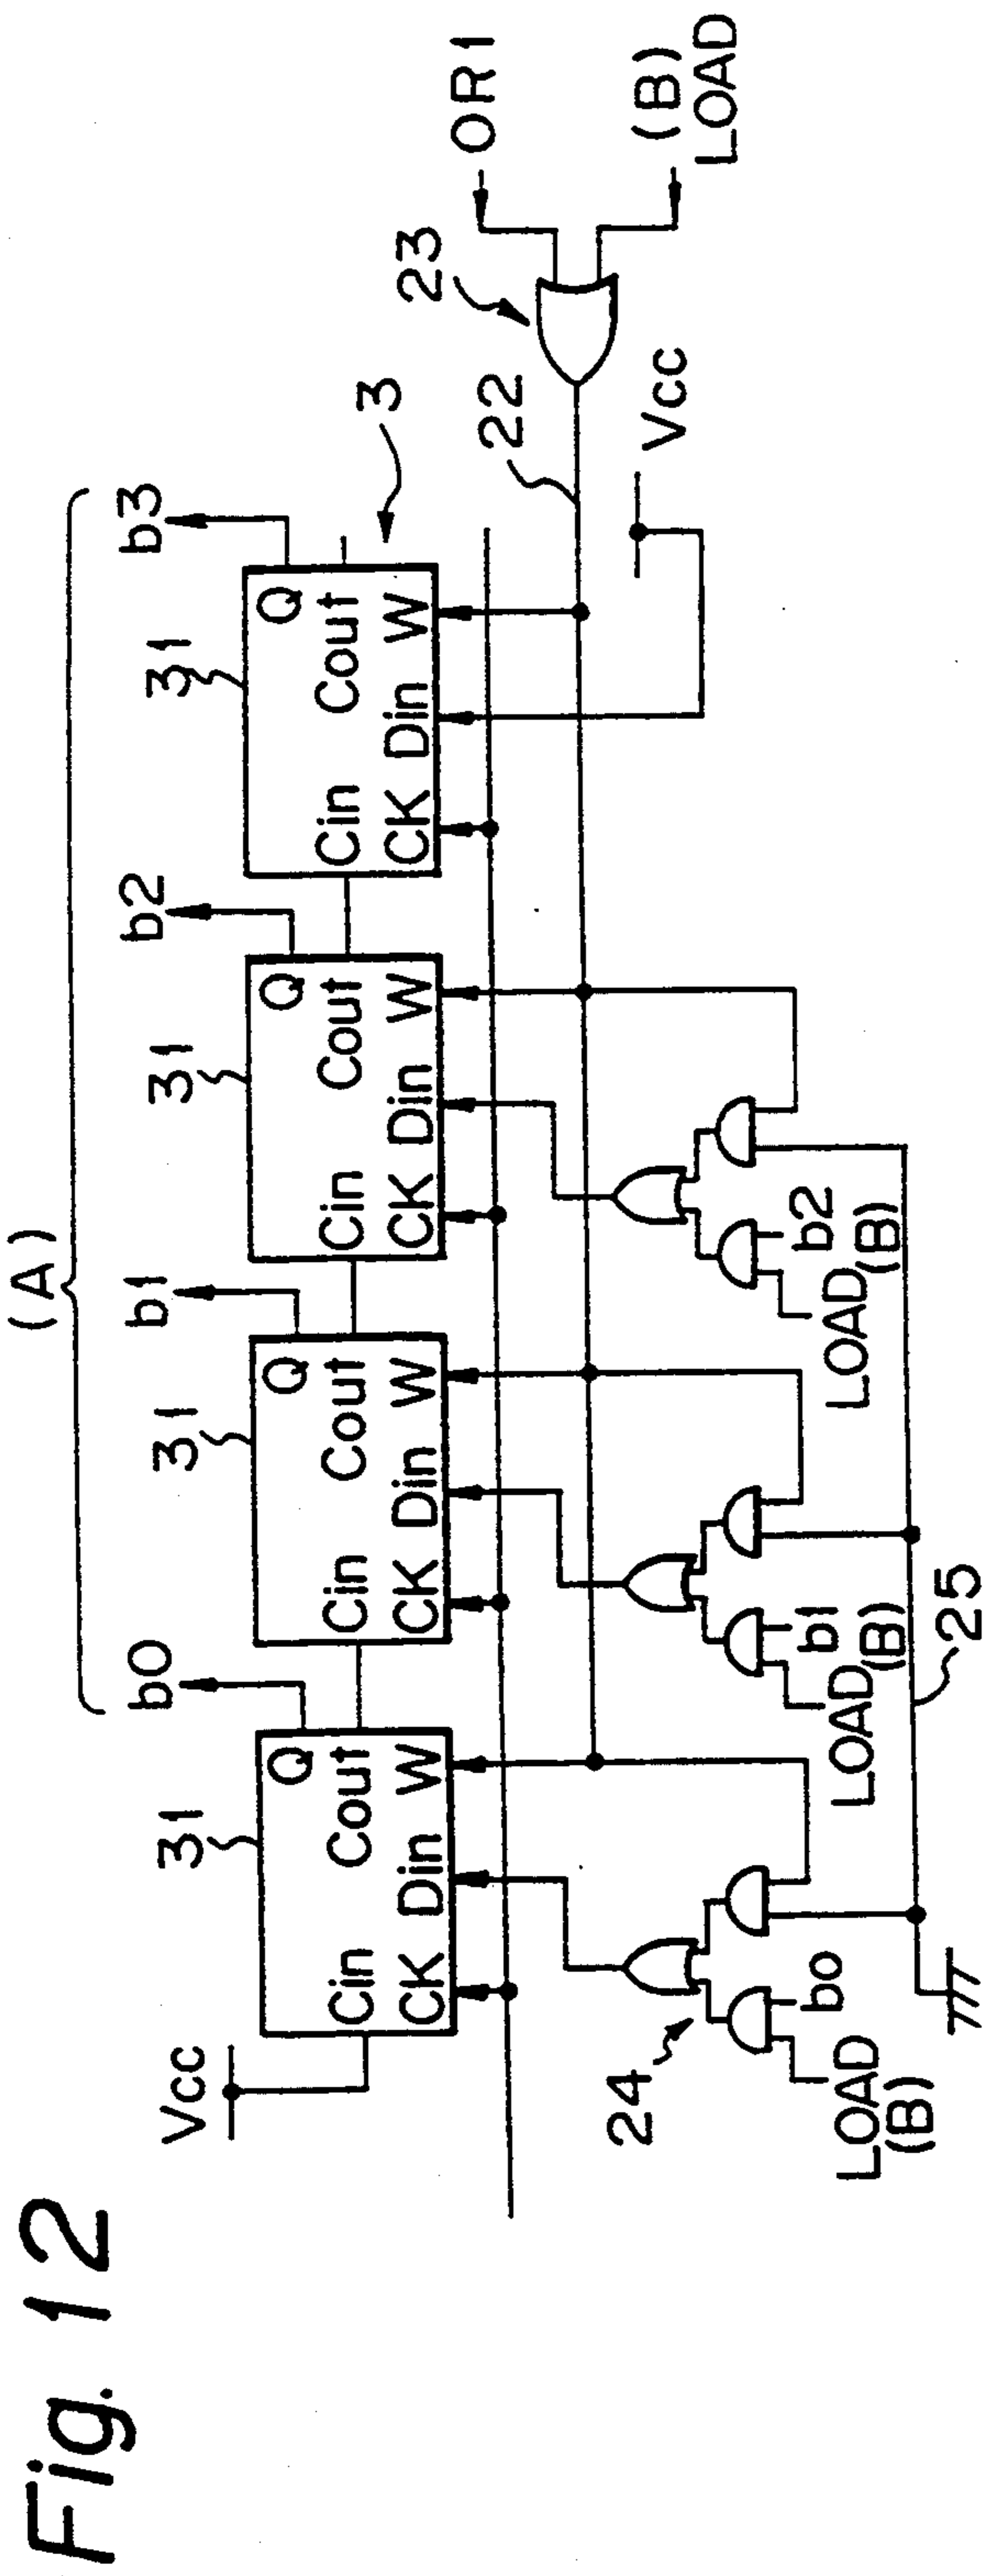 Fig. 12
(A)
b0
b1
b2
b3
Vcc
31
31
31
31
3
Q
Cin
Cout
CK
Din
W
Q
Cin
Cout
CK
Din
W
Q
Cin
Cout
CK
Din
W
Q
Cin
Cout
CK
Din
W
22
23
OR1
(B)
LOAD
Vcc
24
b0
LOAD
(B)
b1
LOAD
(B)
b2
LOAD
(B)
25